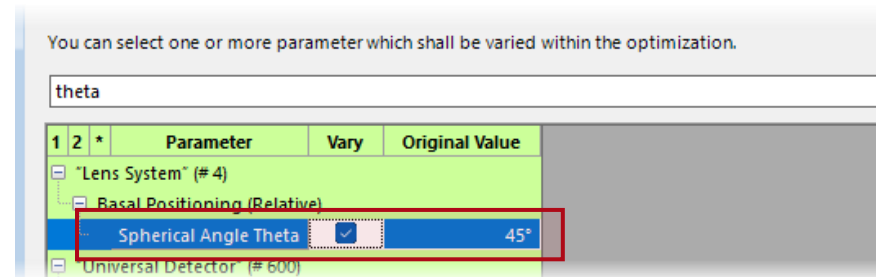 You can select one or more parameter which shall be varied within the optimization.
theta
1 2 * Parameter Vary Original Value
"Lens System" (# 4)
Basal Positioning (Relative)
Spherical Angle Theta 45°
"Universal Detector" (# 600)